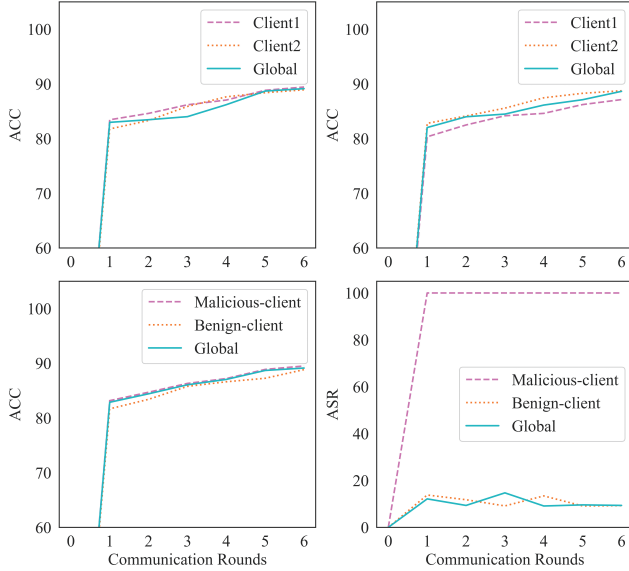 100
90
80
70
60
ACC
Client1
Client2
Global
0 1 2 3 4 5 6
100
90
80
70
60
ACC
Client1
Client2
Global
0 1 2 3 4 5 6
100
90
80
70
60
ACC
Malicious-client
Benign-client
Global
0 1 2 3 4 5 6
Communication Rounds
100
80
60
40
20
0
ASR
Malicious-client
Benign-client
Global
0 1 2 3 4 5 6
Communication Rounds